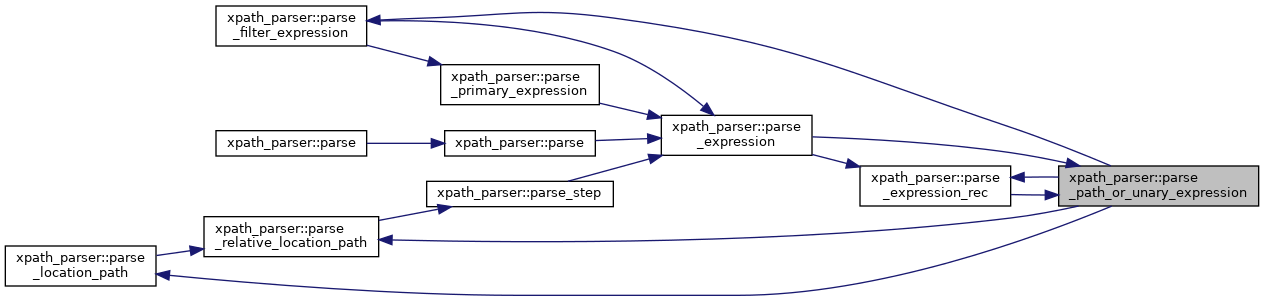 xpath_parser::parse
_filter_expression
xpath_parser::parse
_primary_expression
xpath_parser::parse
_expression
xpath_parser::parse
xpath_parser::parse
xpath_parser::parse
_expression_rec
xpath_parser::parse
_path_or_unary_expression
xpath_parser::parse_step
xpath_parser::parse
_relative_location_path
xpath_parser::parse
_location_path